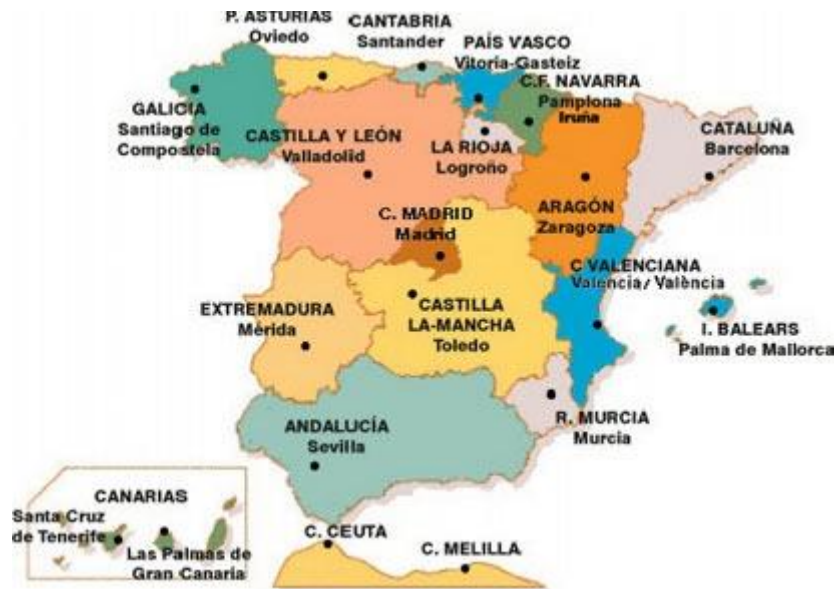 P. ASTURIAS
Oviedo
CANTABRIA
Santander
PAÍS VASCO
Vitoria-Gasteiz
C.F. NAVARRA
Pamplona
Iruña
GALICIA
Santiago de
Compostela
CASTILLA Y LEÓN
Valladolid
LA RIOJA
Logroño
CATALUÑA
Barcelona
ARAGÓN
Zaragoza
C. MADRID
Madrid
C VALENCIANA
Valencia/València
EXTREMADURA
Mérida
CASTILLA
LA-MANCHA
Toledo
I. BALEARS
Palma de Mallorca
ANDALUCÍA
Sevilla
R. MURCIA
Murcia
CANARIAS
Santa Cruz
de Tenerife
Las Palmas de
Gran Canaria
C. CEUTA
C. MELILLA